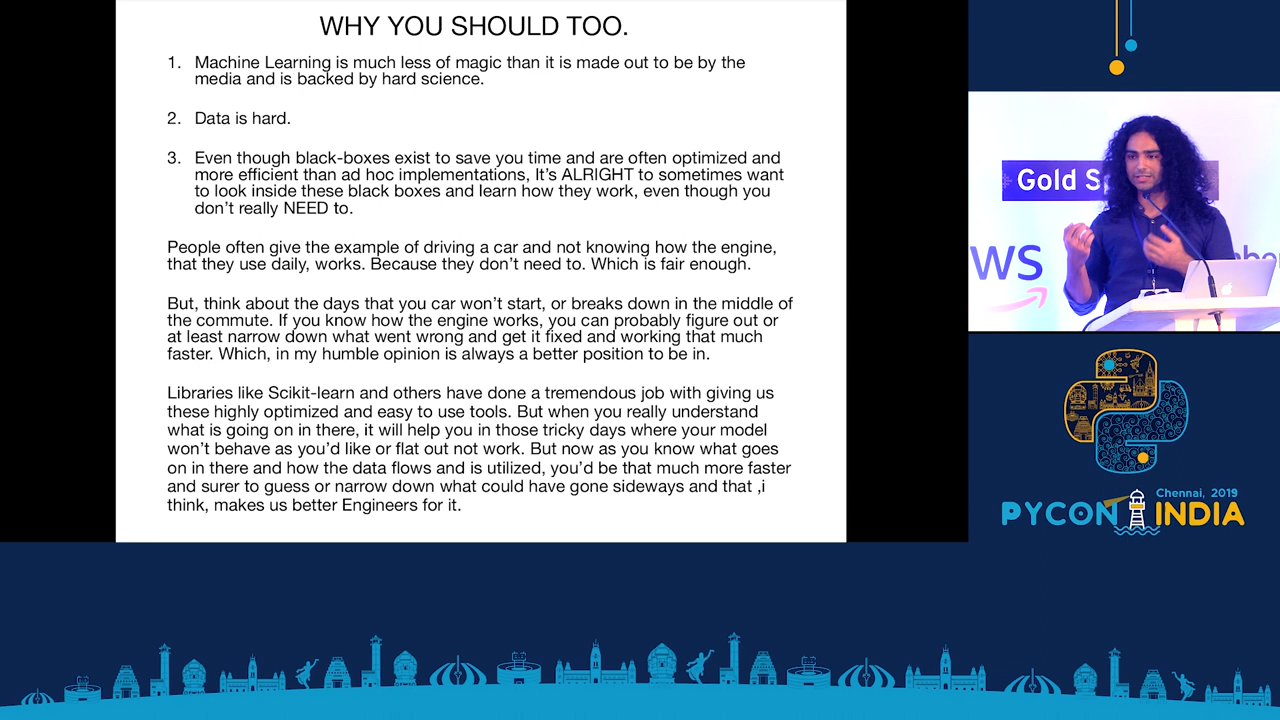 WHY YOU SHOULD TOO.
1. Machine Learning is much less of magic than it is made out to be by the
media and is backed by hard science.
2. Data is hard.
3. Even though black-boxes exist to save you time and are often optimized and
more efficient than ad hoc implementations, It's ALRIGHT to sometimes want
to look inside these black boxes and learn how they work, even though you
don't really NEED to.
People often give the example of driving a car and not knowing how the engine,
that they use daily, works. Because they don't need to. Which is fair enough.
But, think about the days that you car won't start, or breaks down in the middle of
the commute. If you know how the engine works, you can probably figure out or
at least narrow down what went wrong and get it fixed and working that much
faster. Which, in my humble opinion is always a better position to be in.
Libraries like Scikit-learn and others have done a tremendous job with giving us
these highly optimized and easy to use tools. But when you really understand
what is going on in there, it will help you in those tricky days where your model
won't behave as you'd like or flat out not work. But now as you know what goes
on in there and how the data flows and is utilized, you'd be that much more faster
and surer to guess or narrow down what could have gone sideways and that ,i
think, makes us better Engineers for it.
Gold S
ws
Chennai, 2019
PYCON INDIA